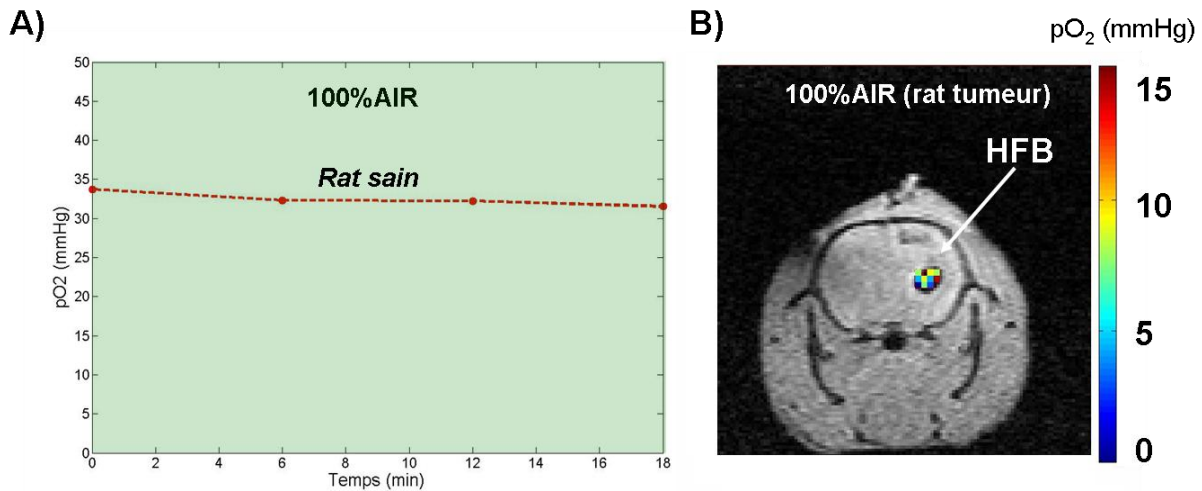 A)
50
45
40
35
30
25
20
15
10
5
0
pO2 (mmHg)
100%AIR
Rat sain
0 2 4 6 8 10 12 14 16 18
Temps (min)
B)
pO₂ (mmHg)
100%AIR (rat tumeur)
HFB
15
10
5
0